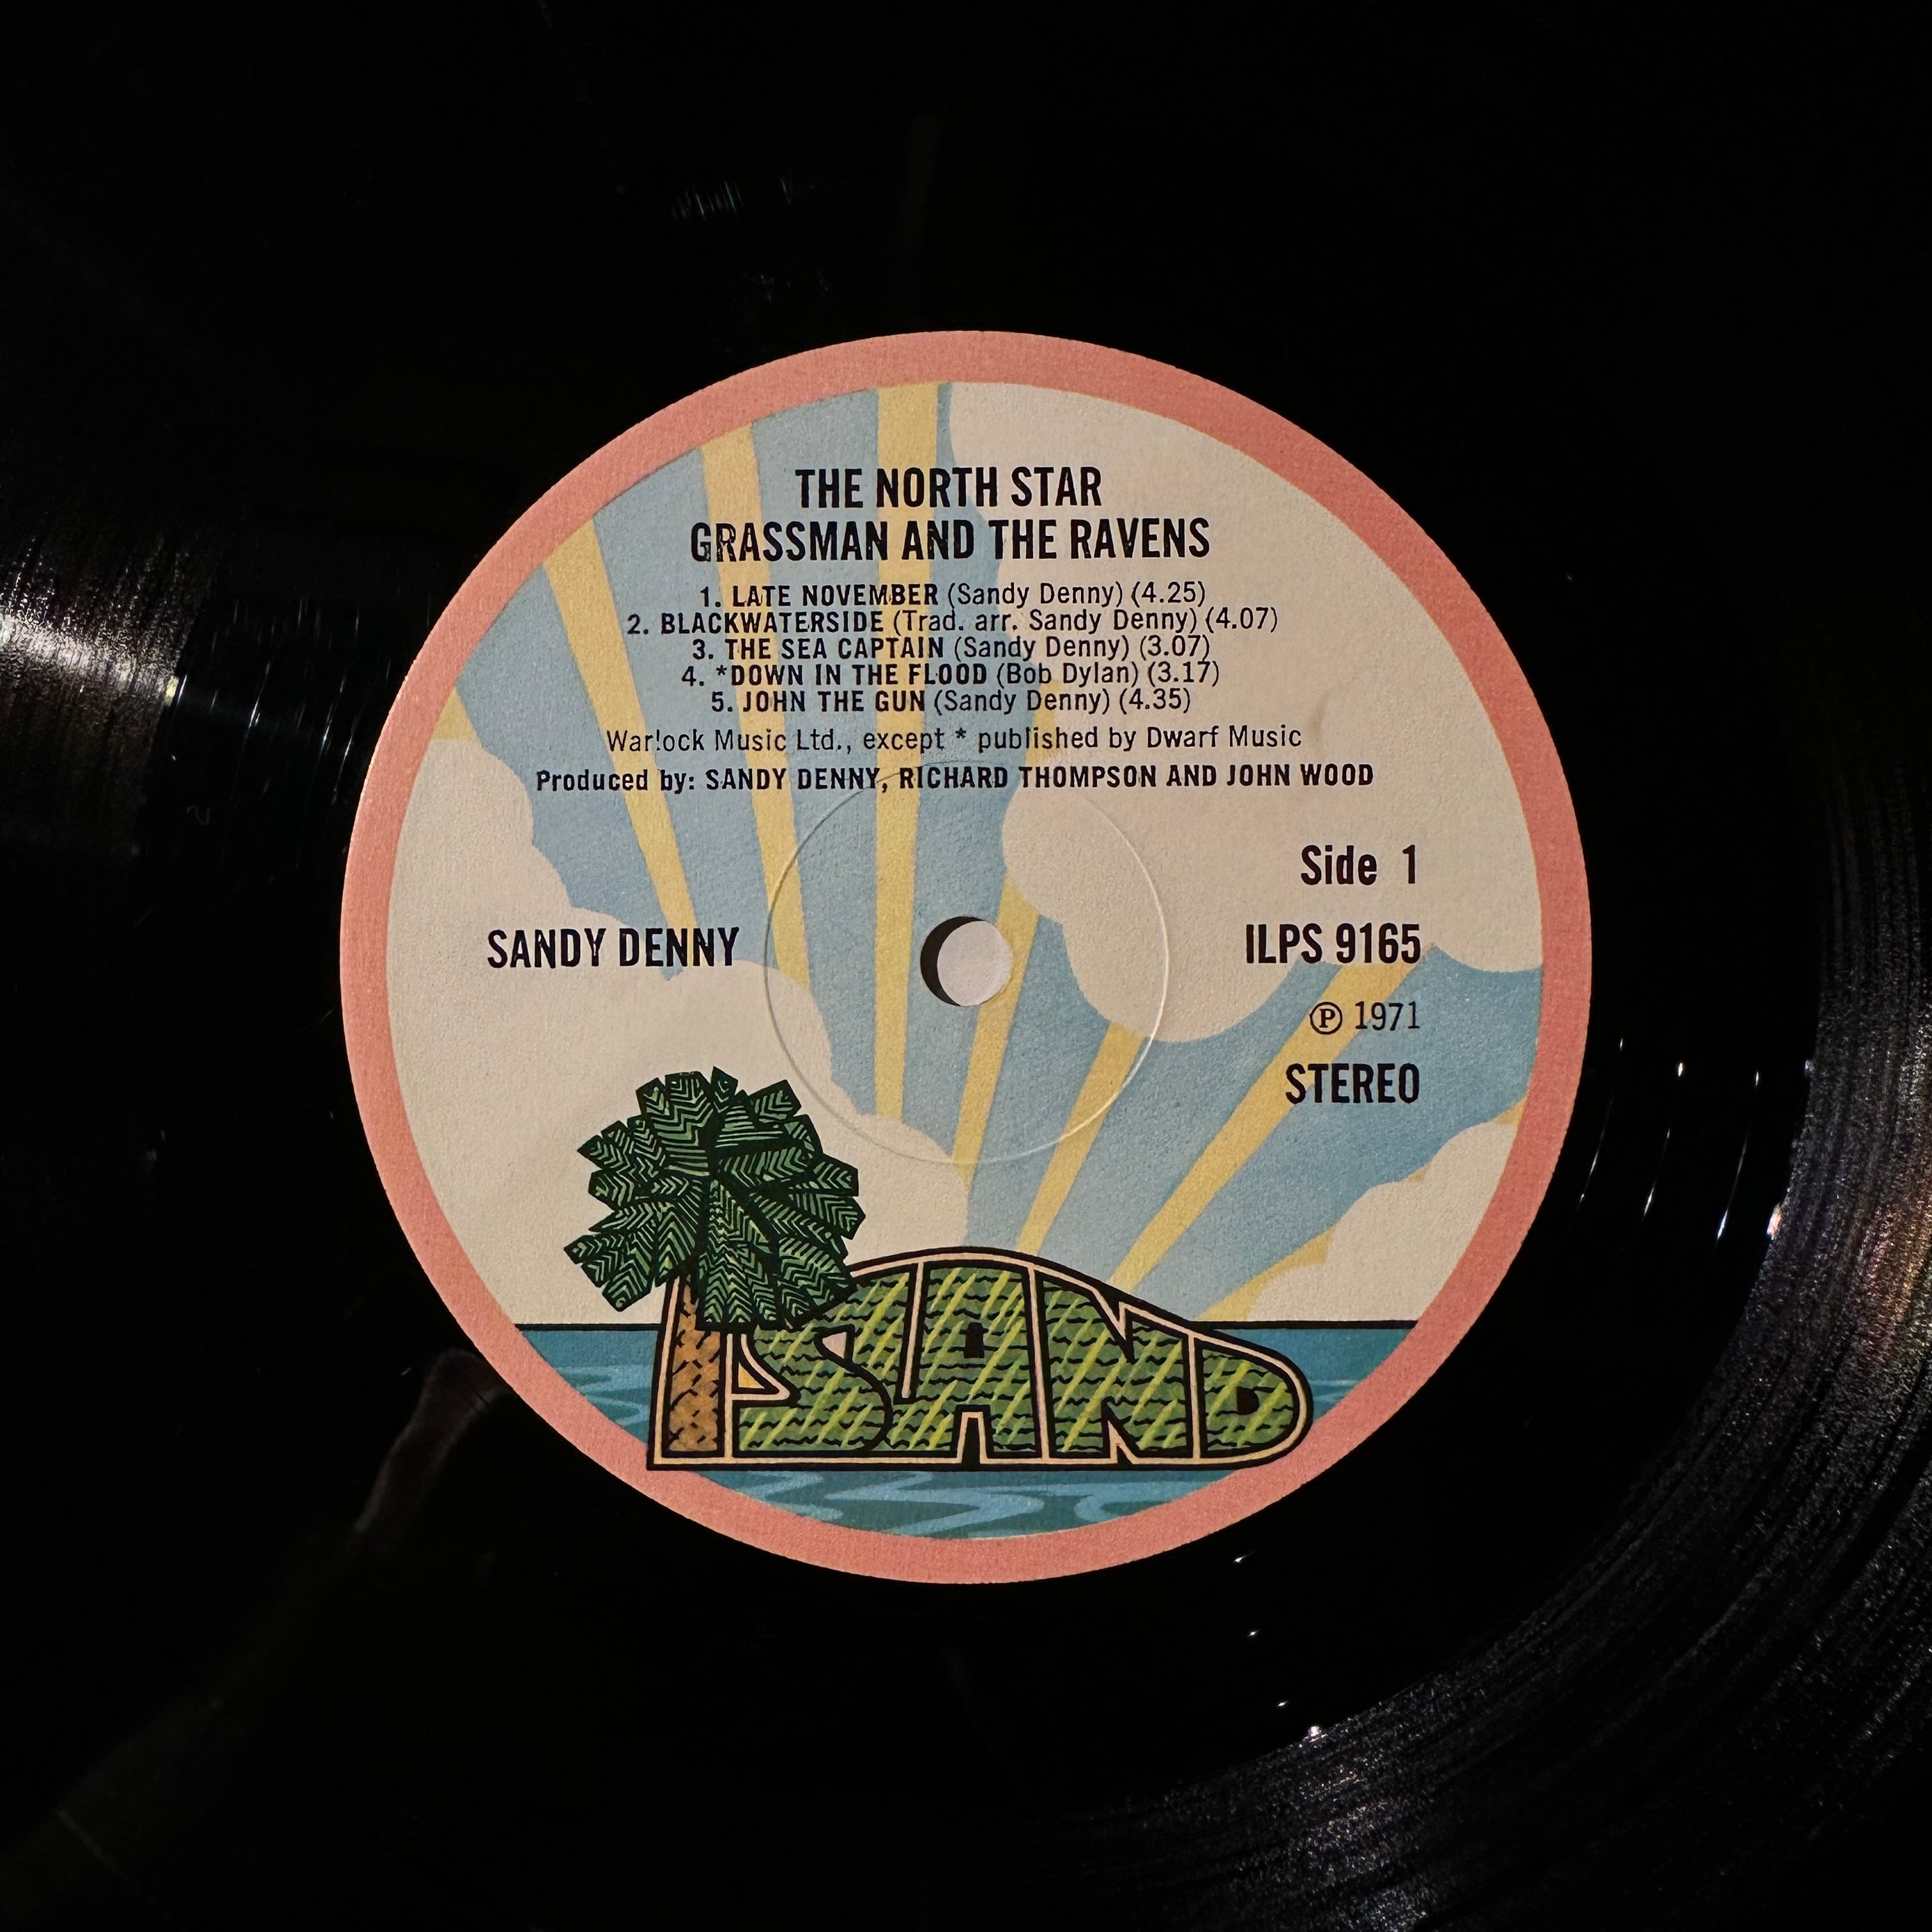 THE NORTH STAR
GRASSMAN AND THE RAVENS
1. LATE NOVEMBER (Sandy Denny) (4.25)
2. BLACKWATERSIDE (Trad. arr. Sandy Denny) (4.07)
3. THE SEA CAPTAIN (Sandy Denny) (3.07)
4. *DOWN IN THE FLOOD (Bob Dylan) (3.17)
5. JOHN THE GUN (Sandy Denny) (4.35)
Warlock Music Ltd., except * published by Dwarf Music
Produced by: SANDY DENNY, RICHARD THOMPSON AND JOHN WOOD
Side 1
SANDY DENNY
ILPS 9165
℗ 1971
STEREO
ISLAND